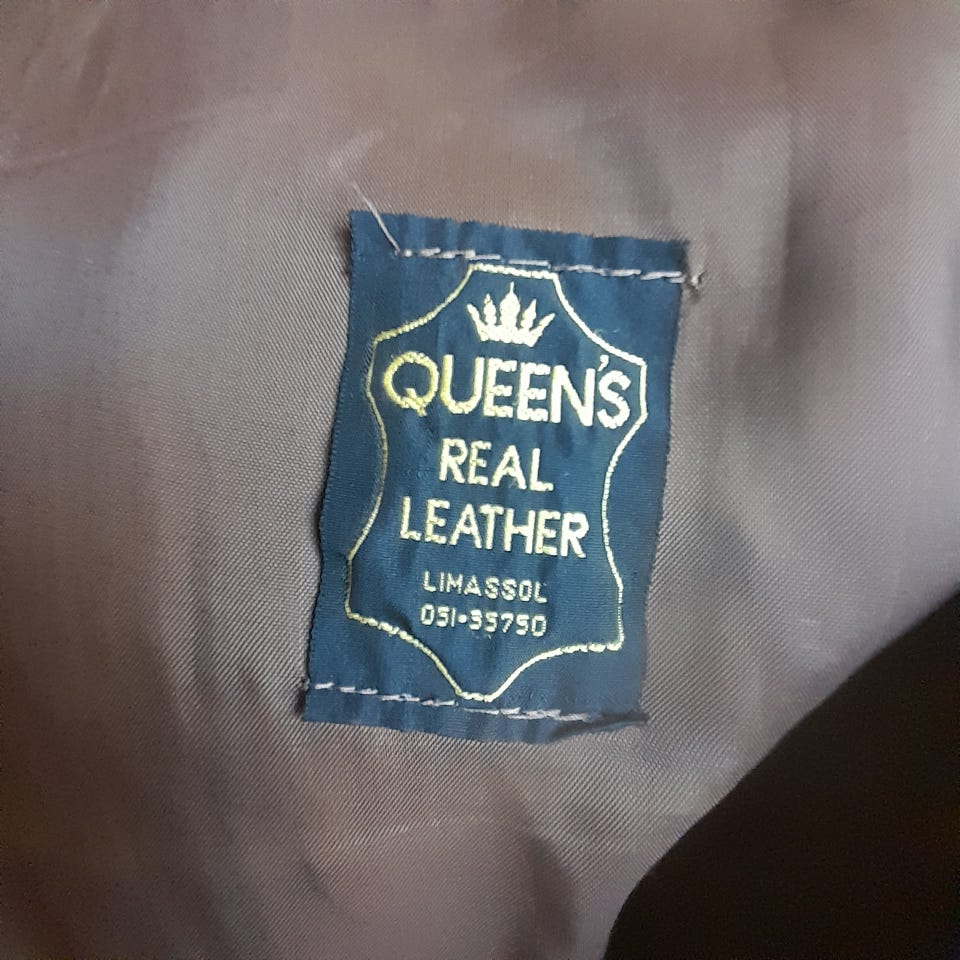 QUEEN'S
REAL
LEATHER
LIMASSOL
051•35750